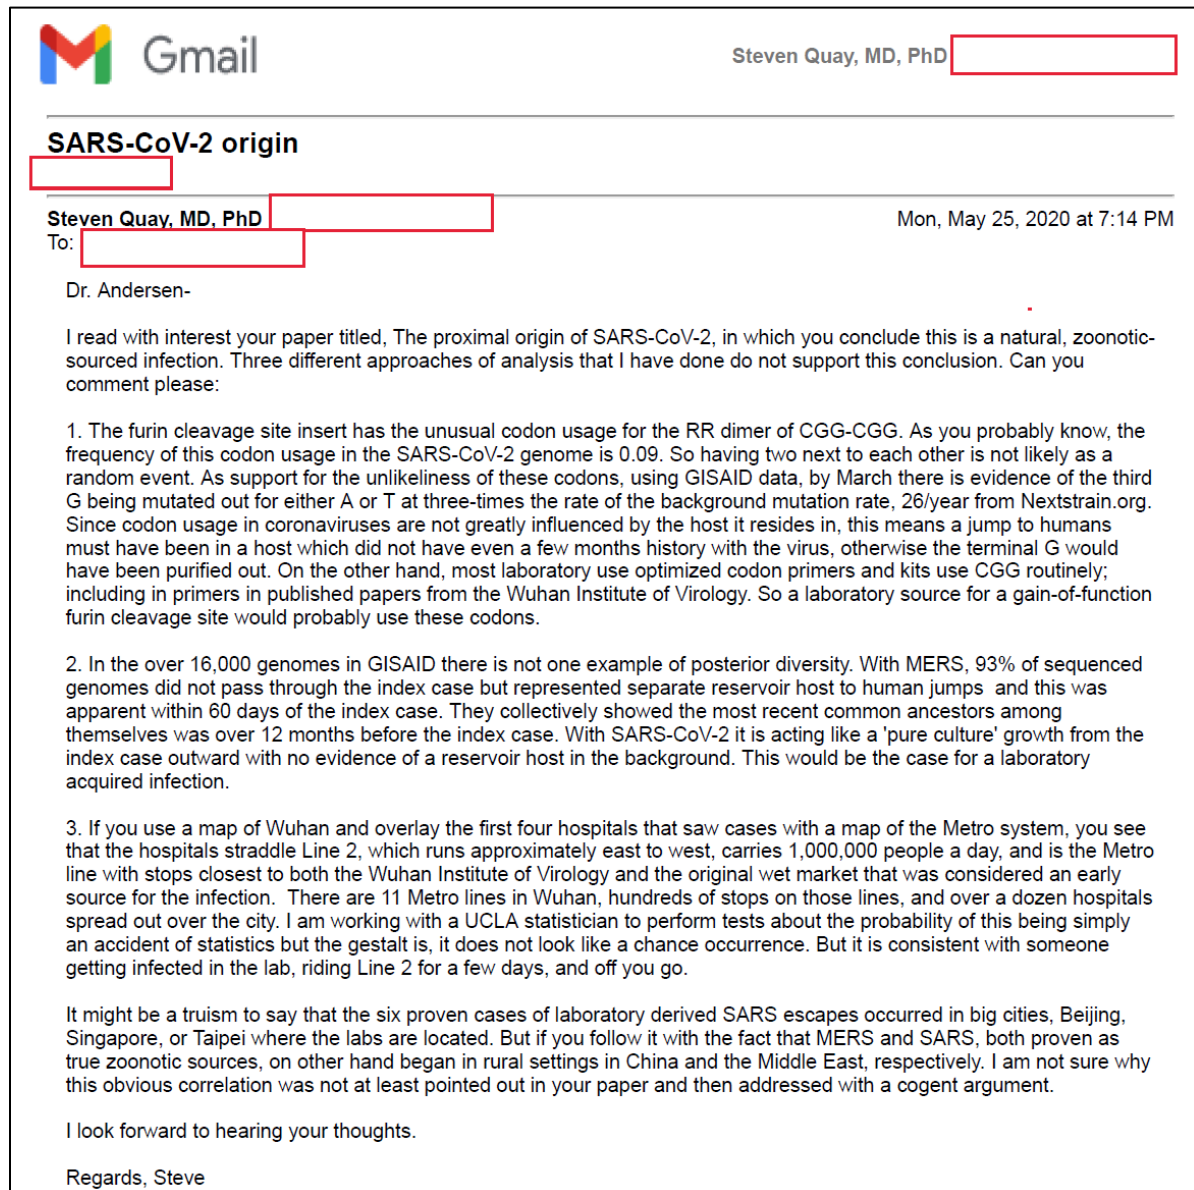 Gmail
Steven Quay, MD, PhD
SARS-CoV-2 origin
Steven Quay, MD, PhD
Mon, May 25, 2020 at 7:14 PM
To:
Dr. Andersen-
I read with interest your paper titled, The proximal origin of SARS-CoV-2, in which you conclude this is a natural, zoonotic-
sourced infection. Three different approaches of analysis that I have done do not support this conclusion. Can you
comment please:
1. The furin cleavage site insert has the unusual codon usage for the RR dimer of CGG-CGG. As you probably know, the
frequency of this codon usage in the SARS-CoV-2 genome is 0.09. So having two next to each other is not likely as a
random event. As support for the unlikeliness of these codons, using GISAID data, by March there is evidence of the third
G being mutated out for either A or T at three-times the rate of the background mutation rate, 26/year from Nextstrain.org.
Since codon usage in coronaviruses are not greatly influenced by the host it resides in, this means a jump to humans
must have been in a host which did not have even a few months history with the virus, otherwise the terminal G would
have been purified out. On the other hand, most laboratory use optimized codon primers and kits use CGG routinely;
including in primers in published papers from the Wuhan Institute of Virology. So a laboratory source for a gain-of-function
furin cleavage site would probably use these codons.
2. In the over 16,000 genomes in GISAID there is not one example of posterior diversity. With MERS, 93% of sequenced
genomes did not pass through the index case but represented separate reservoir host to human jumps and this was
apparent within 60 days of the index case. They collectively showed the most recent common ancestors among
themselves was over 12 months before the index case. With SARS-CoV-2 it is acting like a 'pure culture' growth from the
index case outward with no evidence of a reservoir host in the background. This would be the case for a laboratory
acquired infection.
3. If you use a map of Wuhan and overlay the first four hospitals that saw cases with a map of the Metro system, you see
that the hospitals straddle Line 2, which runs approximately east to west, carries 1,000,000 people a day, and is the Metro
line with stops closest to both the Wuhan Institute of Virology and the original wet market that was considered an early
source for the infection. There are 11 Metro lines in Wuhan, hundreds of stops on those lines, and over a dozen hospitals
spread out over the city. I am working with a UCLA statistician to perform tests about the probability of this being simply
an accident of statistics but the gestalt is, it does not look like a chance occurrence. But it is consistent with someone
getting infected in the lab, riding Line 2 for a few days, and off you go.
It might be a truism to say that the six proven cases of laboratory derived SARS escapes occurred in big cities, Beijing,
Singapore, or Taipei where the labs are located. But if you follow it with the fact that MERS and SARS, both proven as
true zoonotic sources, on other hand began in rural settings in China and the Middle East, respectively. I am not sure why
this obvious correlation was not at least pointed out in your paper and then addressed with a cogent argument.
I look forward to hearing your thoughts.
Regards, Steve